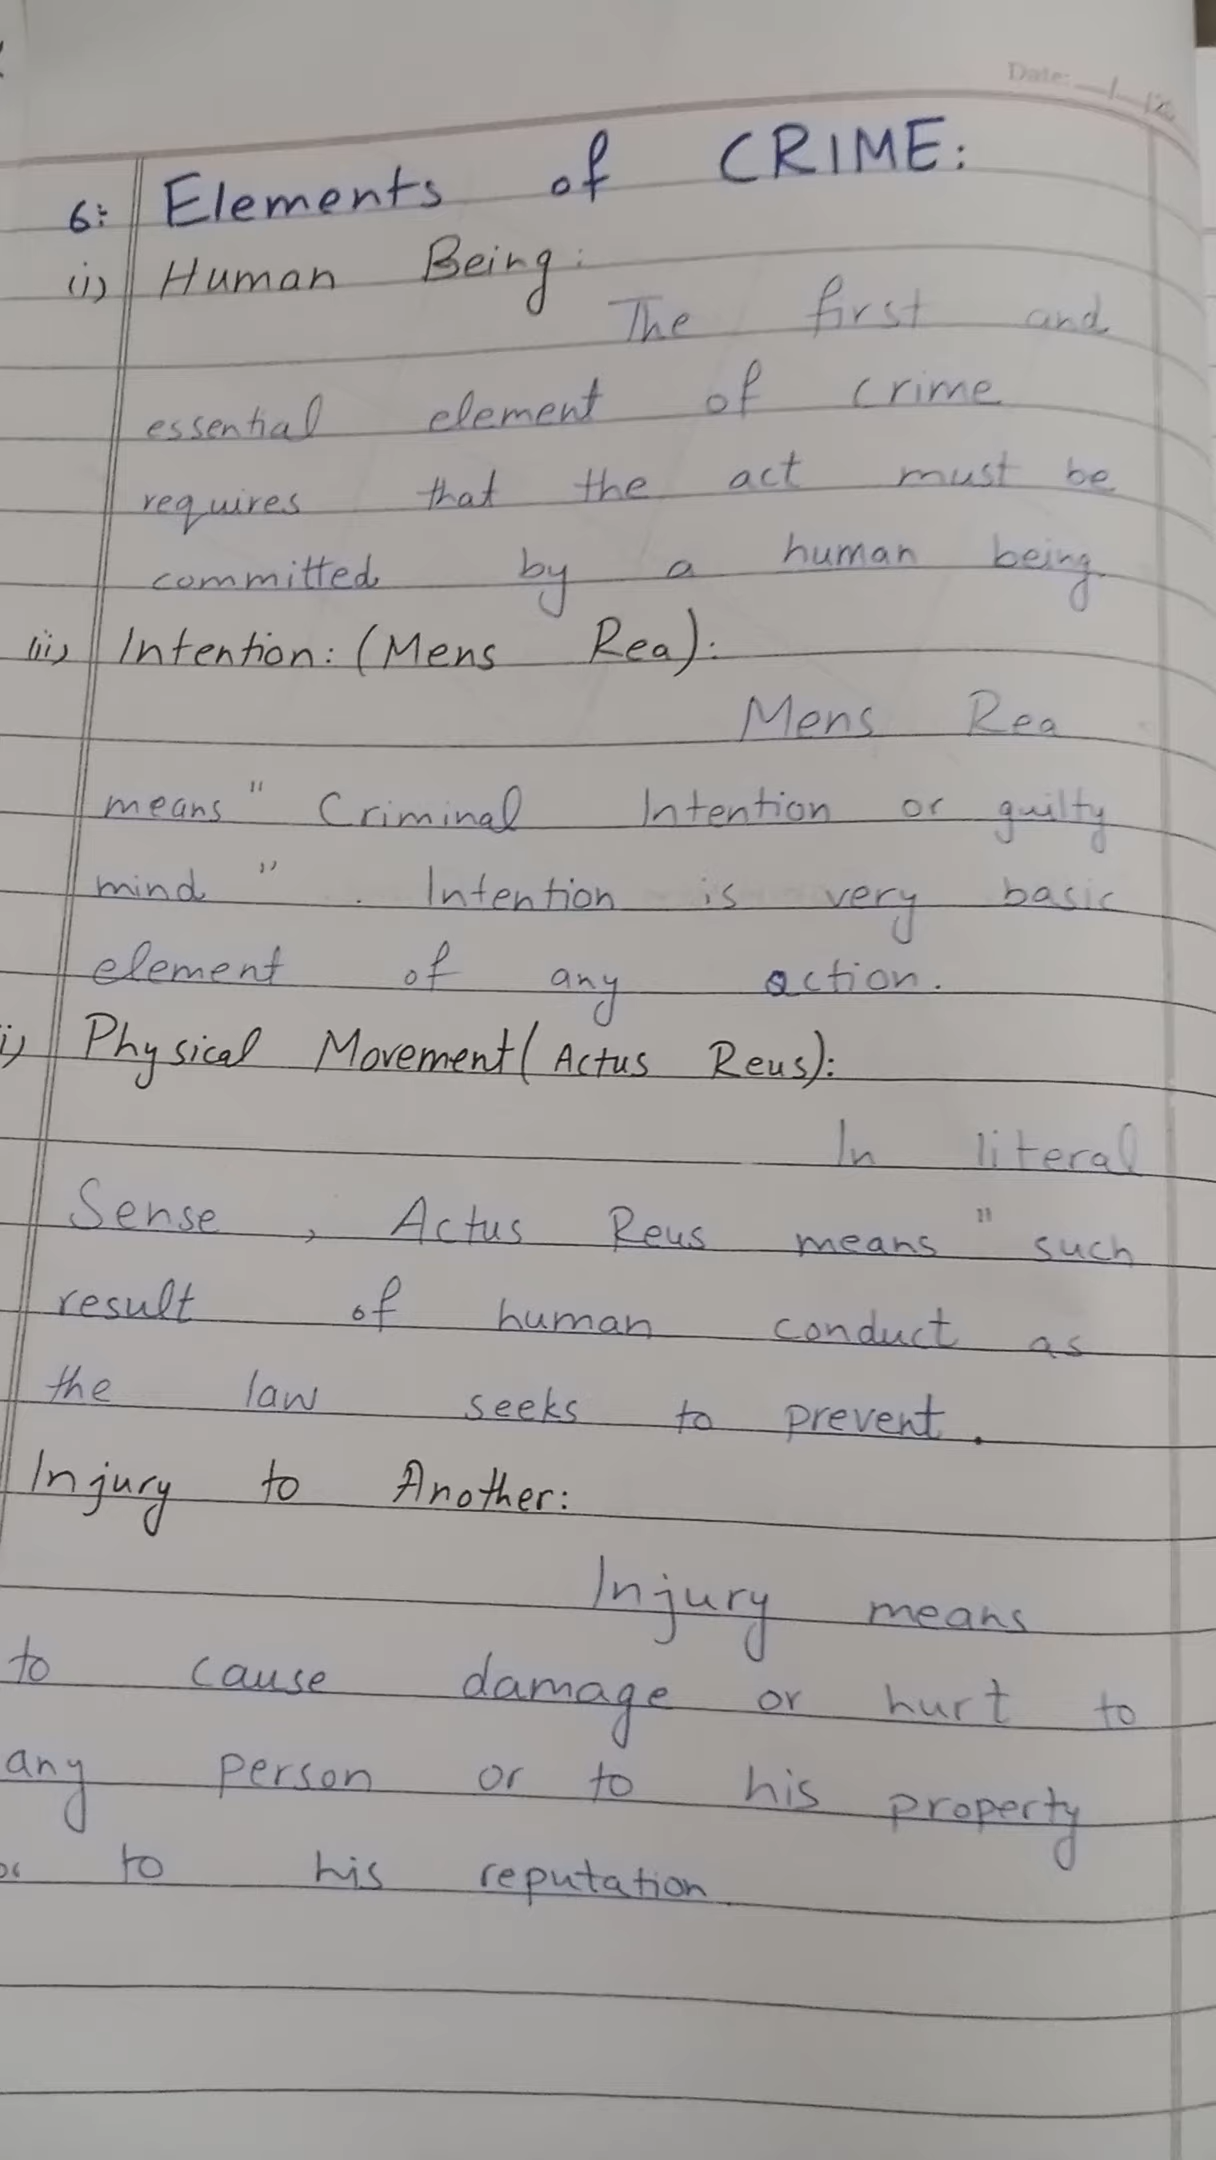 Date:
6: Elements of CRIME:
(i) Human Being:
The first and
essential element of crime
requires that the act must be
committed by a human being
(ii) Intention: (Mens Rea):
Mens Rea
means " Criminal Intention or guilty
mind " . Intention is very basic
element of any action.
i) Physical Movement (Actus Reus):
In literal
Sense , Actus Reus means " such
result of human conduct as
the law seeks to prevent .
Injury to Another:
Injury means
to cause damage or hurt to
any person or to his property
to his reputation